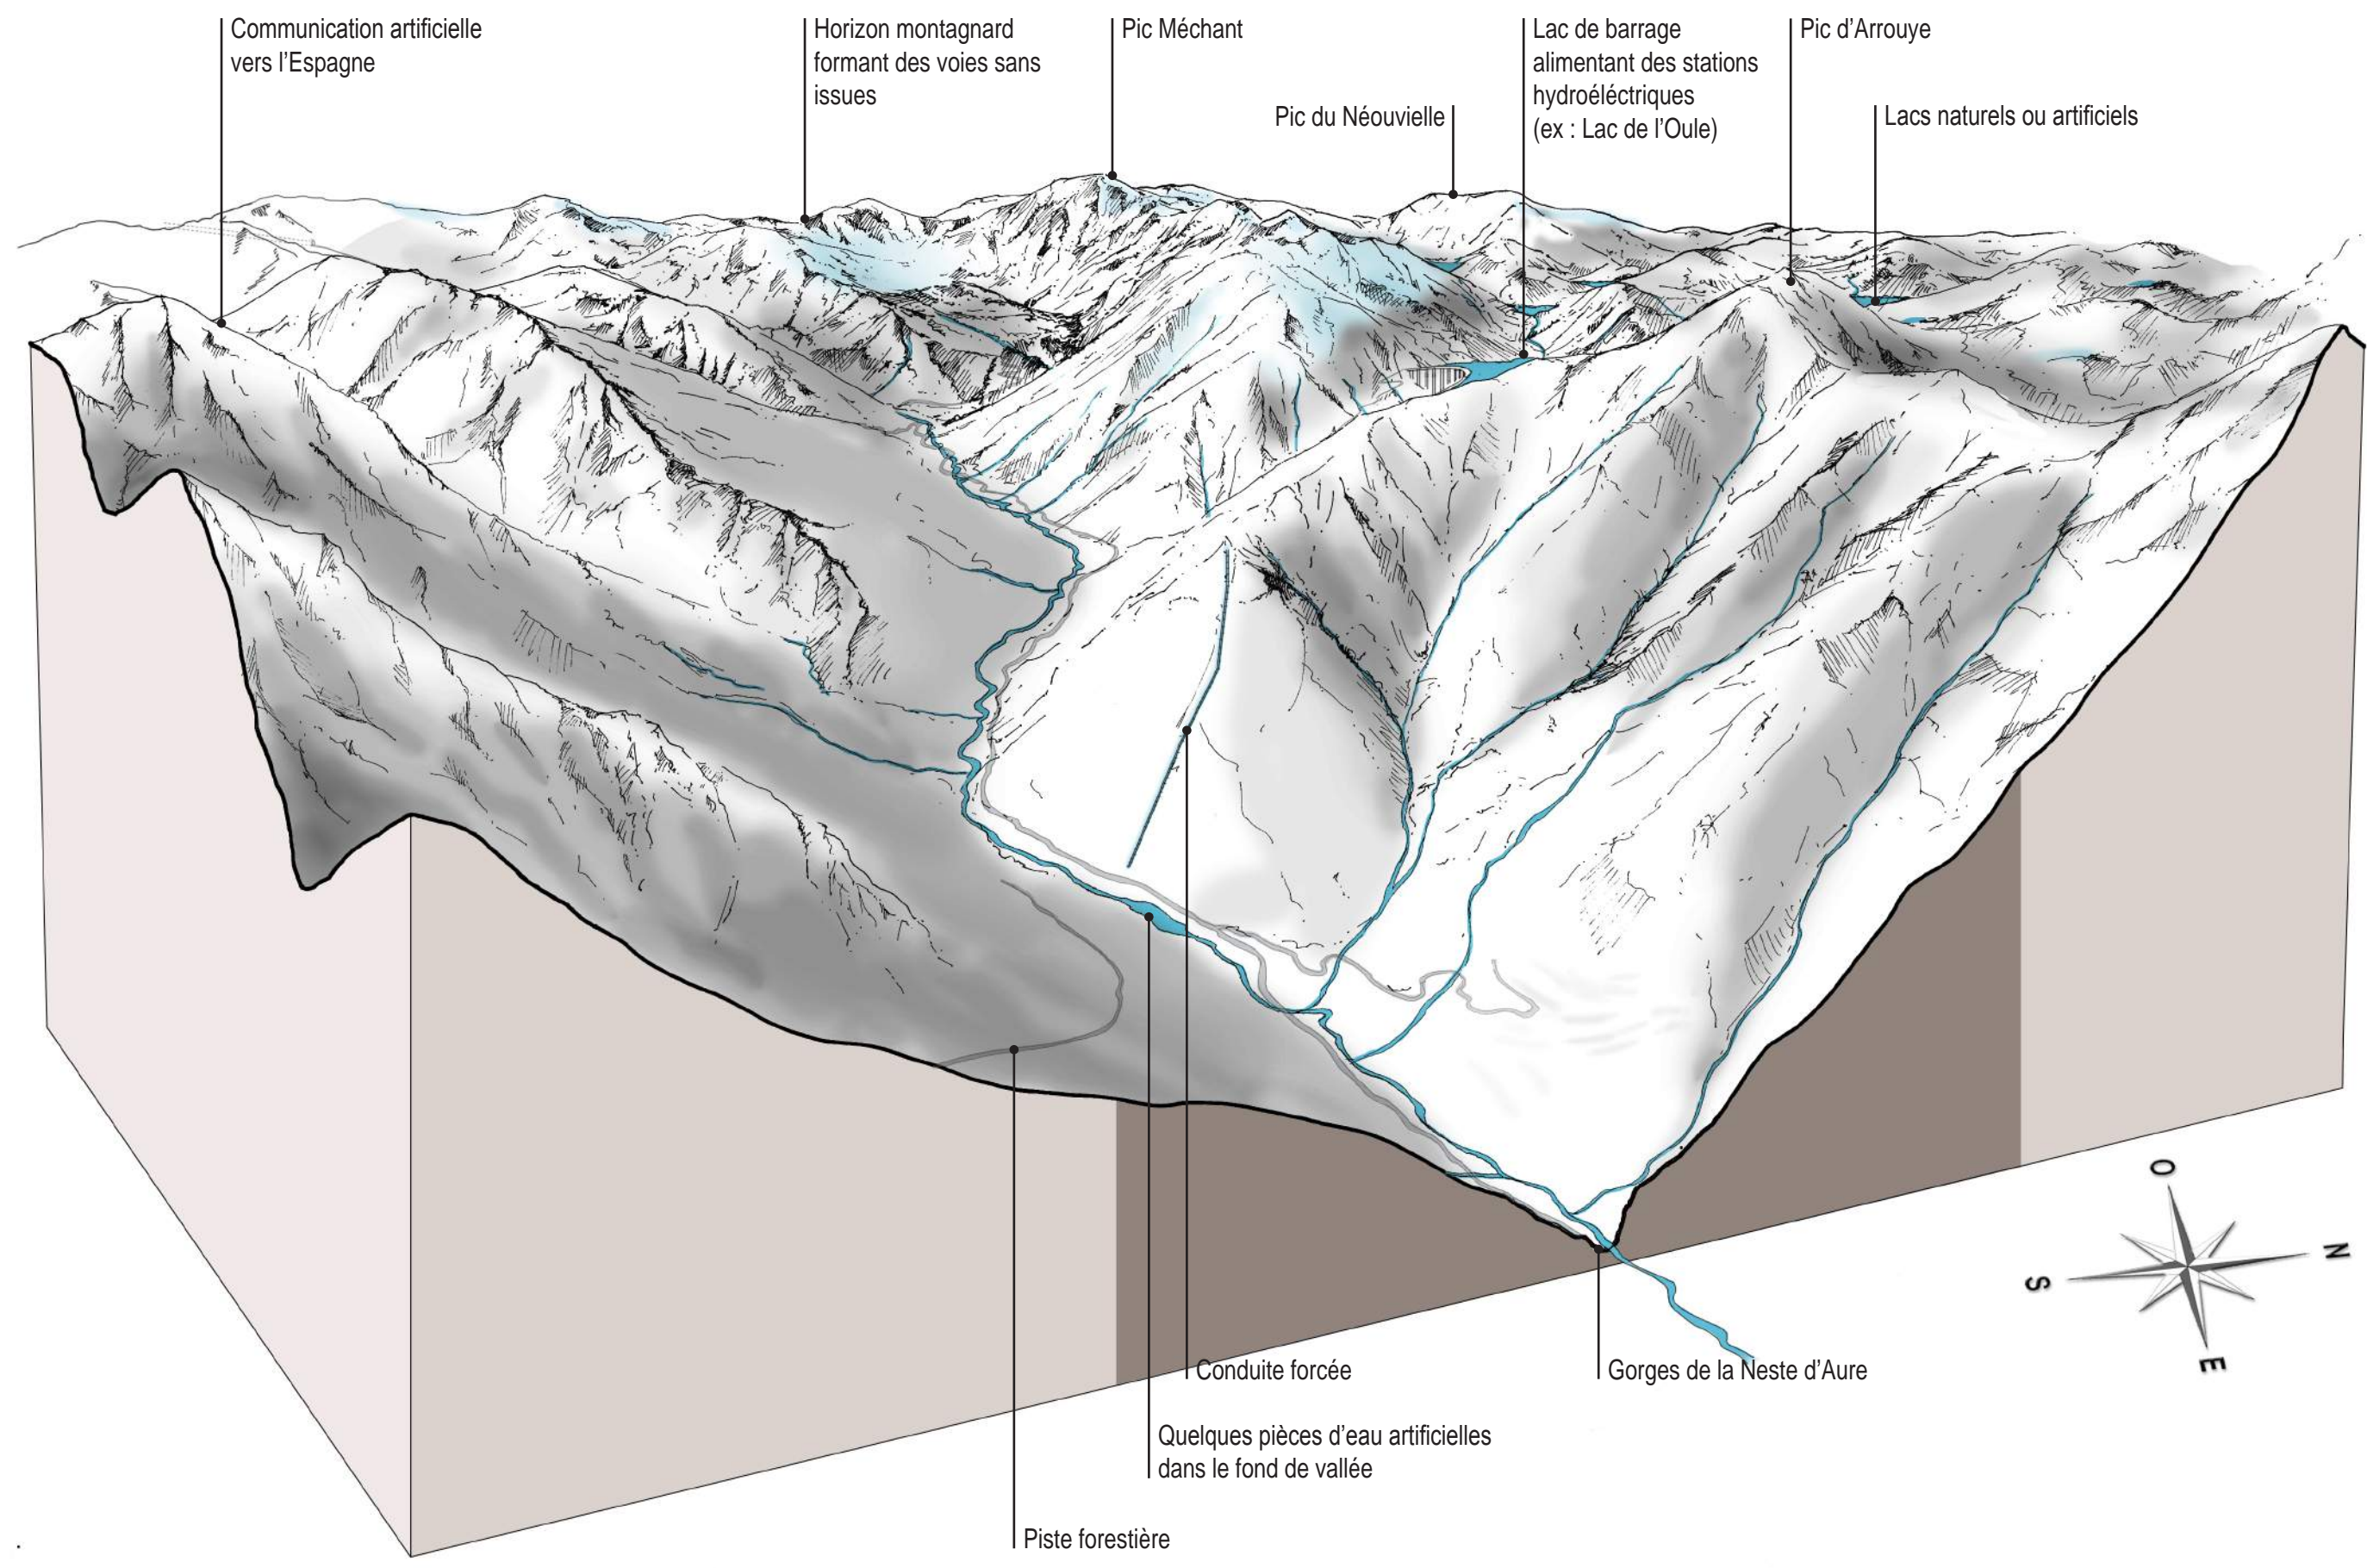 Communication artificielle
vers l’Espagne
Horizon montagnard
formant des voies sans
issues
Pic Méchant
Pic du Néouvielle
Lac de barrage
alimentant des stations
hydroéléctriques
(ex : Lac de l’Oule)
Pic d’Arrouye
Lacs naturels ou artificiels
O
N
S
E
Conduite forcée
Gorges de la Neste d’Aure
Quelques pièces d’eau artificielles
dans le fond de vallée
Piste forestière